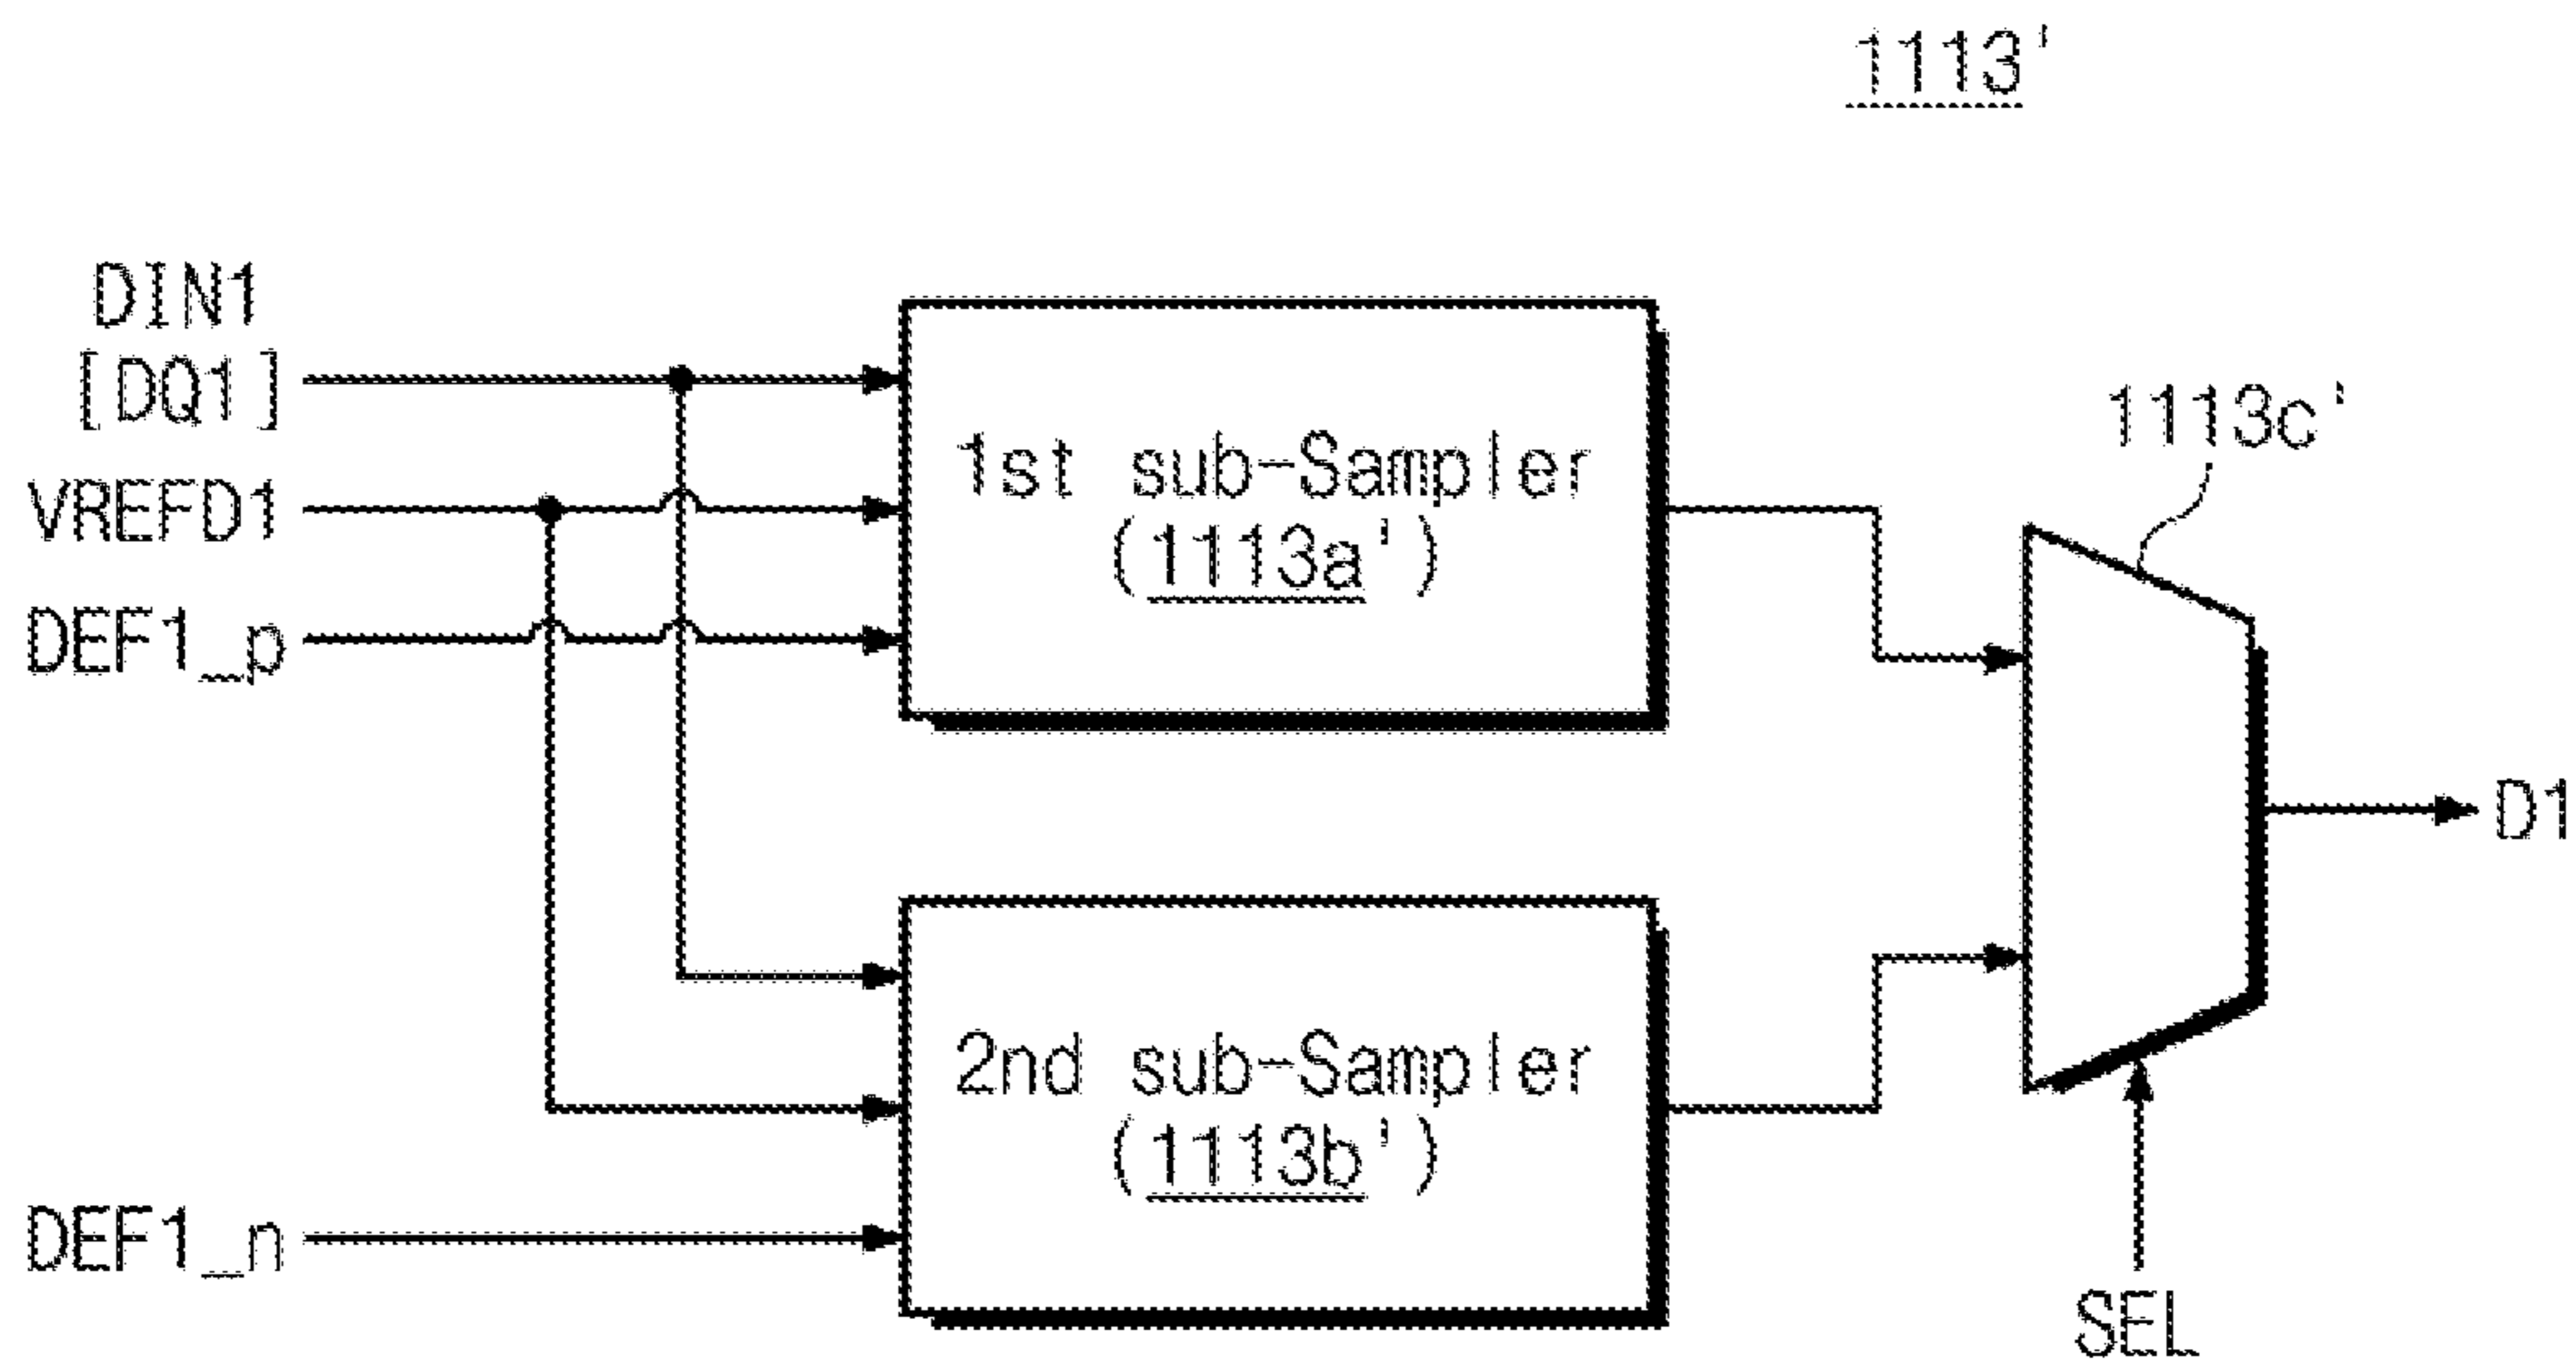 1113'
DIN1
[DQ1]
VREFD1
DEF1_p
1st sub-Sampler
(1113a')
1113c'
D1
2nd sub-Sampler
(1113b')
DEF1_n
SEL